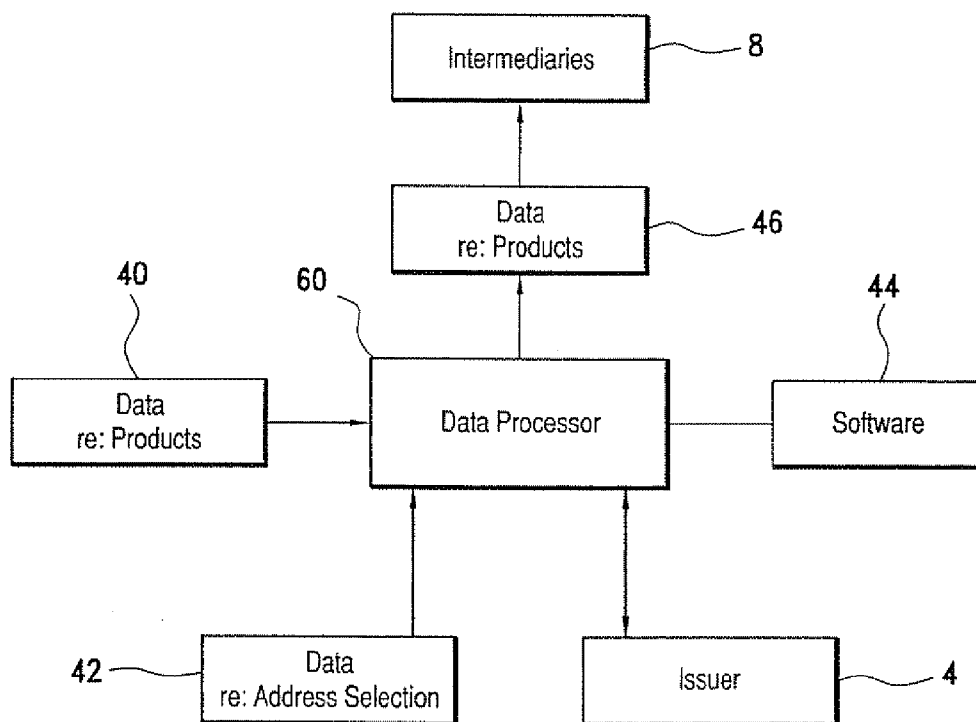 Intermediaries
8
Data
re: Products
46
40
60
44
Data
re: Products
Data Processor
Software
42
Data
re: Address Selection
Issuer
4